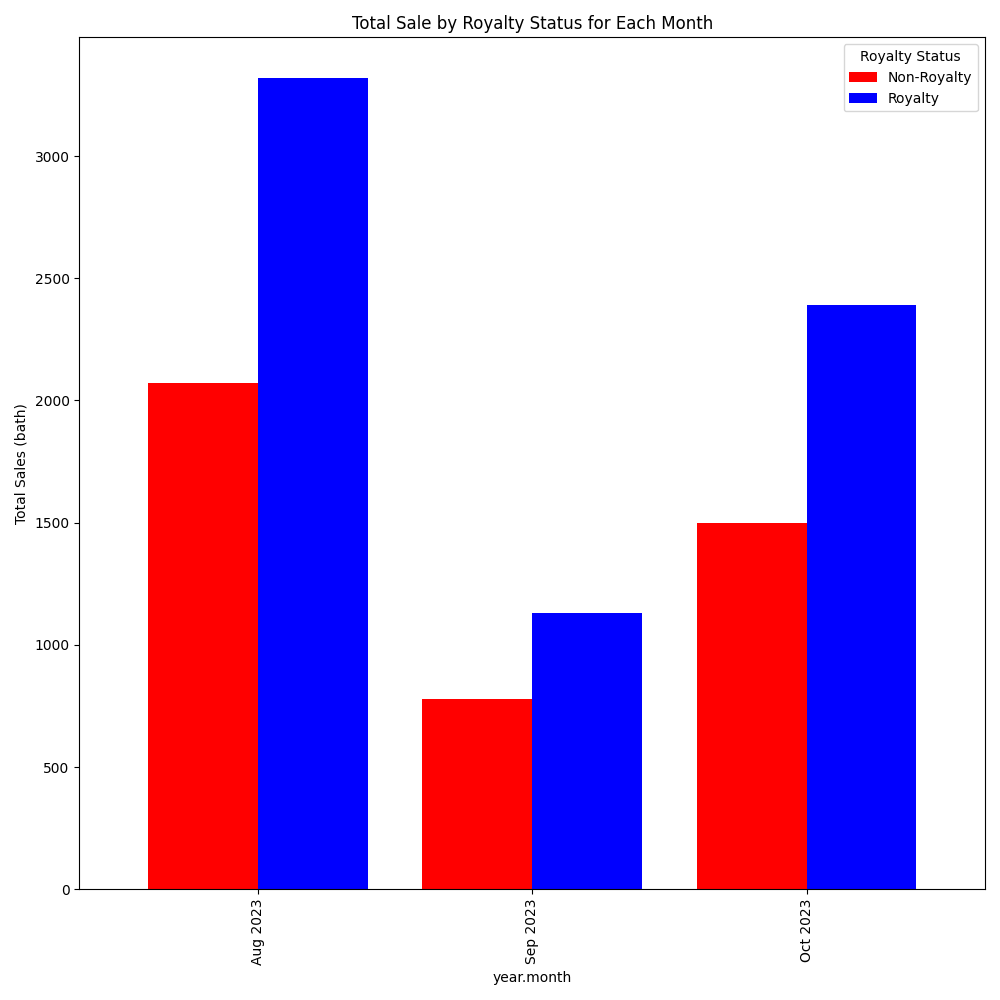 Total Sale by Royalty Status for Each Month
Royalty Status
Non-Royalty
Royalty
Total Sales (bath)
3000
2500
2000
1500
1000
500
0
Aug 2023
Sep 2023
Oct 2023
year.month